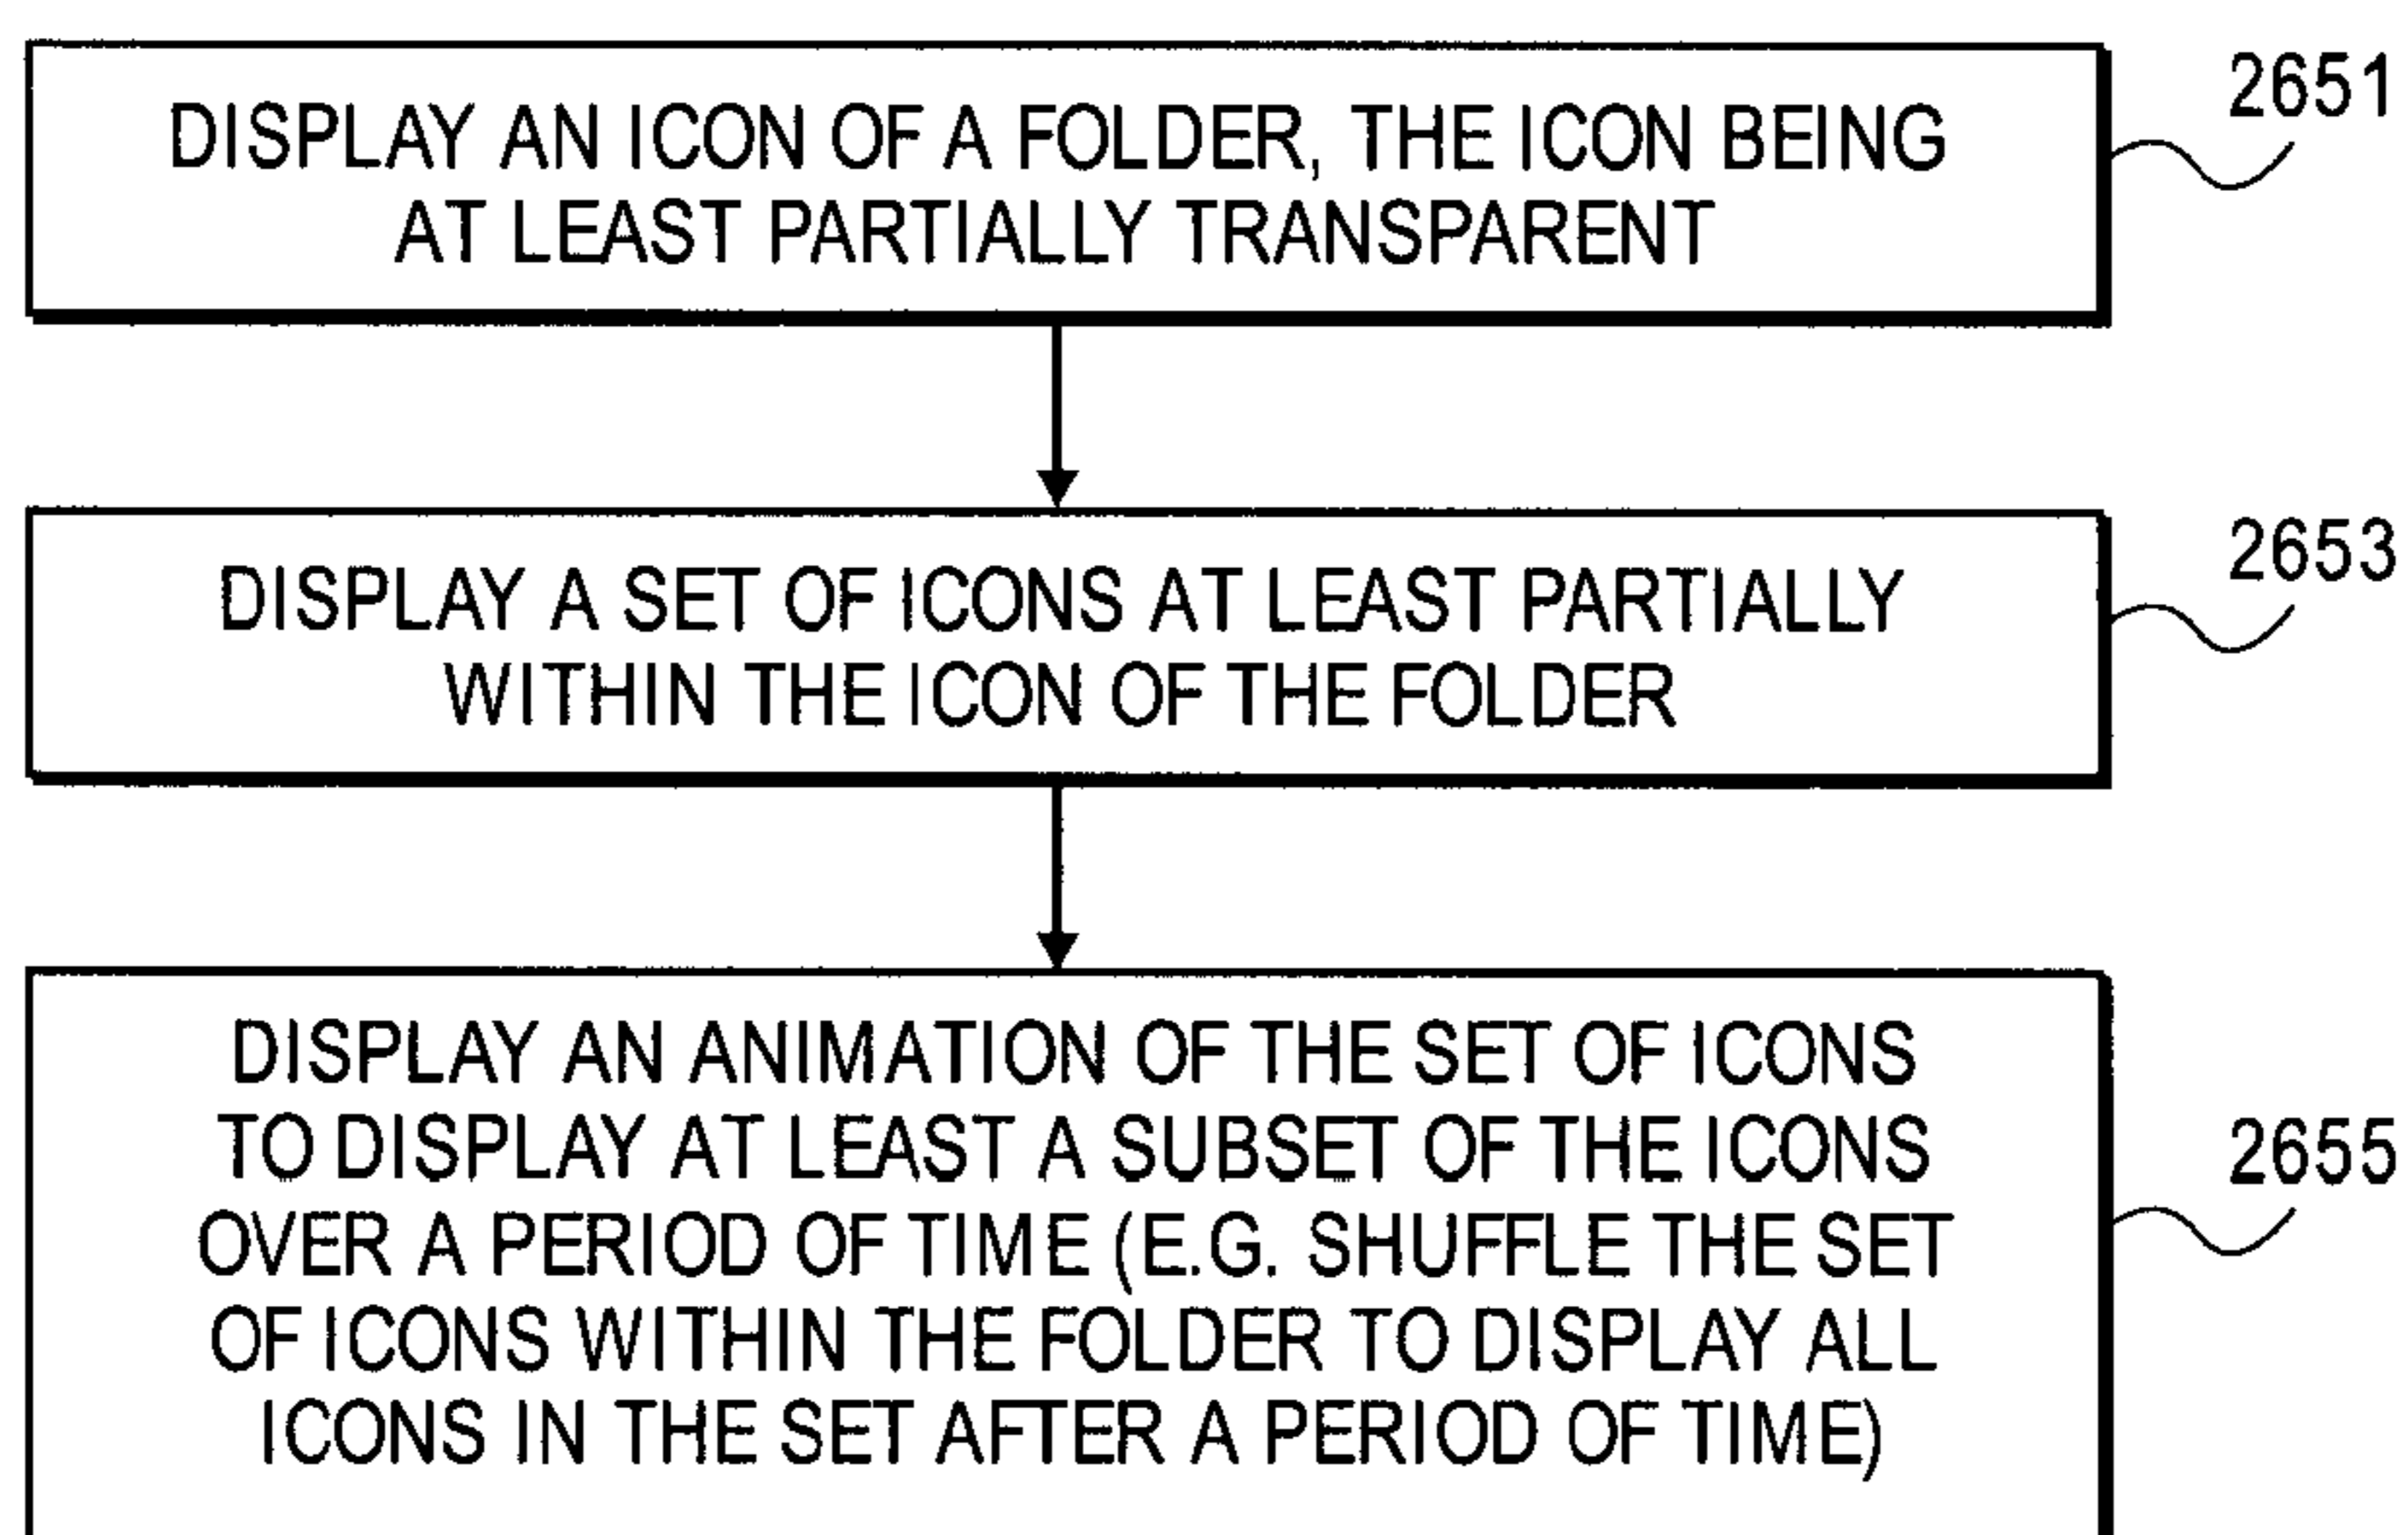 DISPLAY AN ICON OF A FOLDER, THE ICON BEING
AT LEAST PARTIALLY TRANSPARENT
2651
DISPLAY A SET OF ICONS AT LEAST PARTIALLY
WITHIN THE ICON OF THE FOLDER
2653
DISPLAY AN ANIMATION OF THE SET OF ICONS
TO DISPLAY AT LEAST A SUBSET OF THE ICONS
OVER A PERIOD OF TIME (E.G. SHUFFLE THE SET
OF ICONS WITHIN THE FOLDER TO DISPLAY ALL
ICONS IN THE SET AFTER A PERIOD OF TIME)
2655